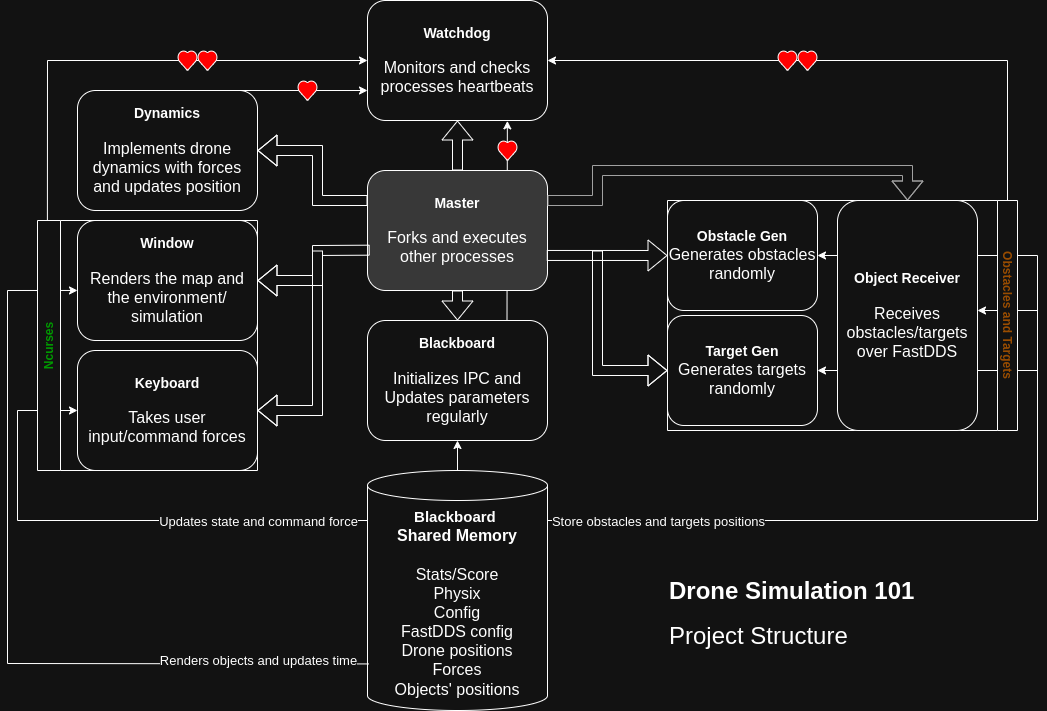 Watchdog
Monitors and checks
processes heartbeats
Dynamics
Implements drone
dynamics with forces
and updates position
Master
Forks and executes
other processes
Window
Renders the map and
the environment/
simulation
Ncurses
Keyboard
Takes user
input/command forces
Blackboard
Initializes IPC and
Updates parameters
regularly
Obstacle Gen
Generates obstacles
randomly
Target Gen
Generates targets
randomly
Object Receiver
Receives
obstacles/targets
over FastDDS
Obstacles and Targets
Updates state and command force
Store obstacles and targets positions
Renders objects and updates time
Blackboard
Shared Memory
Stats/Score
Physix
Config
FastDDS config
Drone positions
Forces
Objects' positions
Drone Simulation 101
Project Structure